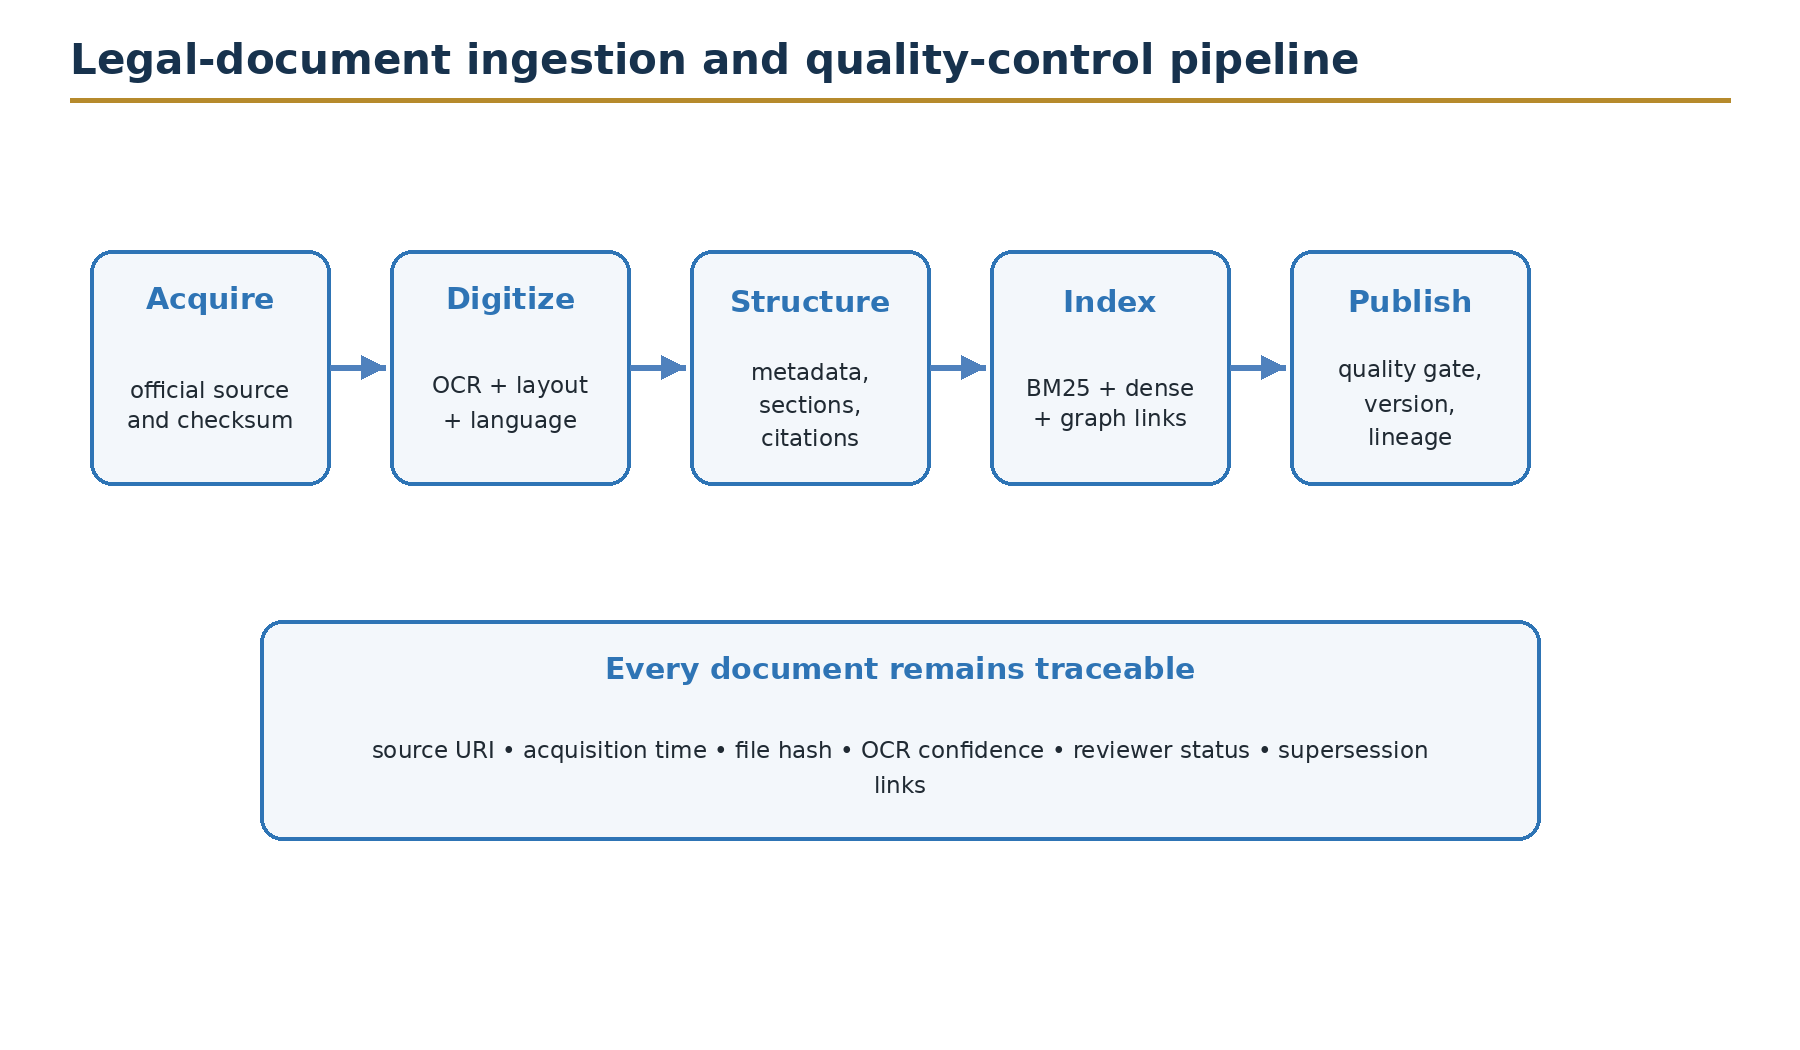 Legal-document ingestion and quality-control pipeline
Acquire
official source
and checksum
Digitize
OCR + layout
+ language
Structure
metadata,
sections,
citations
Index
BM25 + dense
+ graph links
Publish
quality gate,
version,
lineage
Every document remains traceable
source URI • acquisition time • file hash • OCR confidence • reviewer status • supersession
links